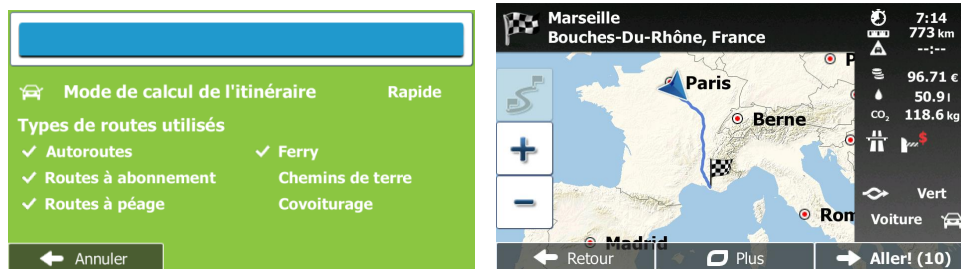 Mode de calcul de l'itinéraire Rapide
Types de routes utilisés
Autoroutes Ferry
Routes à abonnement Chemins de terre
Routes à péage Covoiturage
Annuler
Marseille
Bouches-Du-Rhône, France
7:14
773 km
--:--
96.71 €
50.9 l
CO₂ 118.6 kg
$
Vert
Voiture
P
Paris
Berne
Rom
Madrid
Retour Plus Aller! (10)